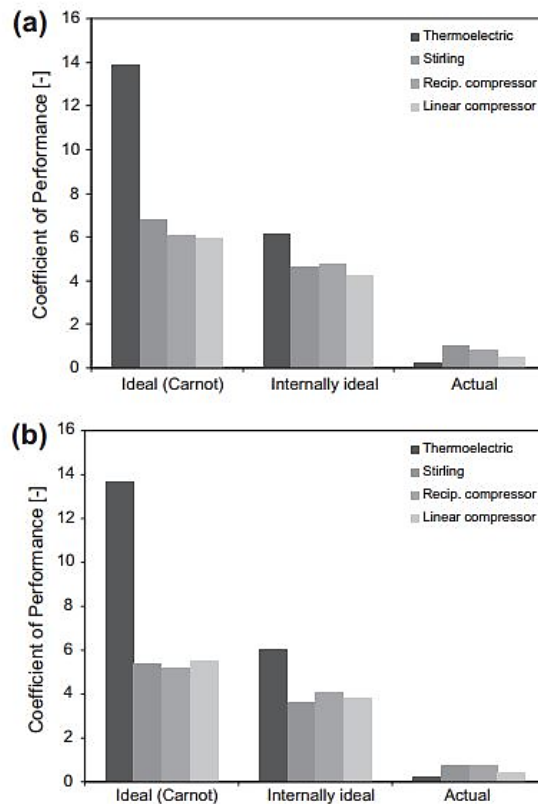 (a)
Coefficient of Performance [-]
16
14
12
10
8
6
4
2
0
Thermoelectric
Stirling
Recip. compressor
Linear compressor
Ideal (Carnot) Internally ideal Actual
(b)
Coefficient of Performance [-]
16
14
12
10
8
6
4
2
0
Thermoelectric
Stirling
Recip. compressor
Linear compressor
Ideal (Carnot) Internally ideal Actual